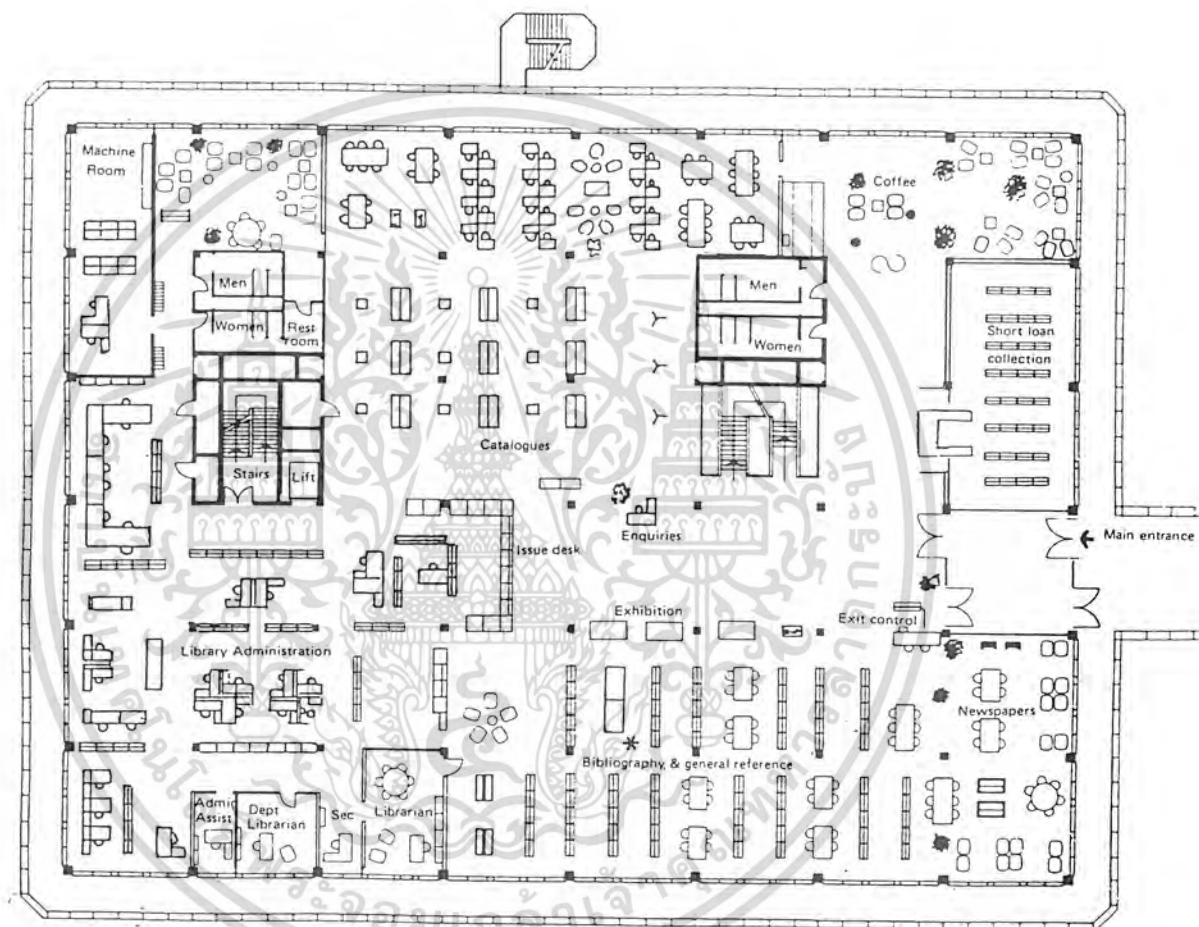 Machine
Room
Coffee
Men
Women
Rest
room
Men
Women
Short loan
collection
Catalogues
Stairs
Lift
Issue desk
Enquiries
Main entrance
Exhibition
Exit control
Library Administration
Newspapers
Bibliography, & general reference
Admin
Assist
Dept
Librarian
Sec
Librarian